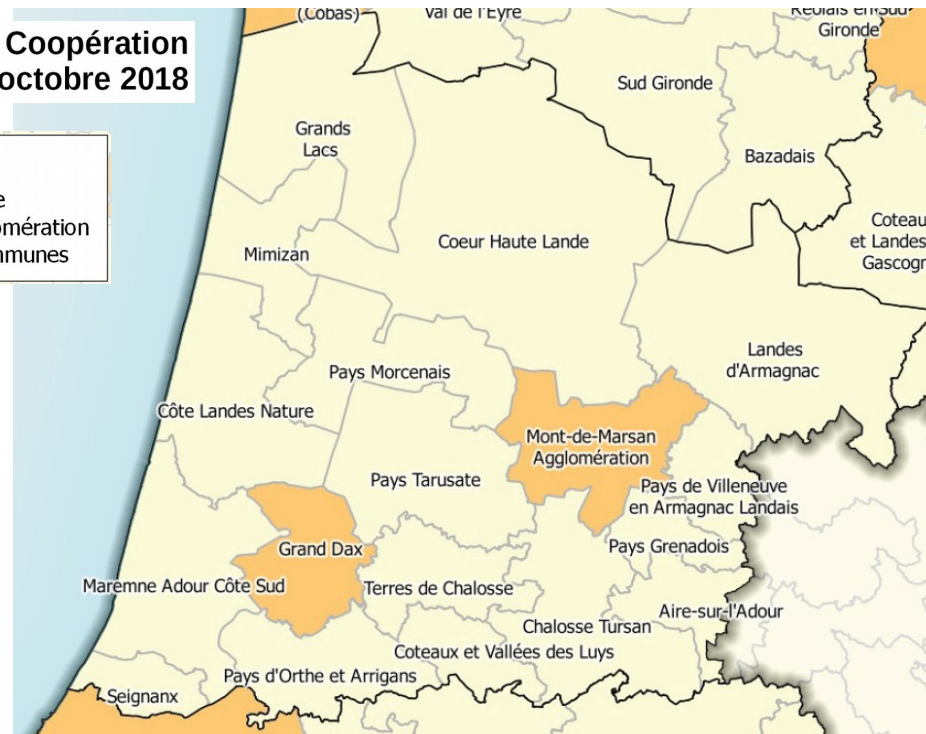 Coopération
octobre 2018
e
omération
mmunes
(Cobas)
Val de l'Eyre
Réolais en Sud
Gironde
Sud Gironde
Grands
Lacs
Bazadais
Coteau
et Landes
Gascogn
Coeur Haute Lande
Mimizan
Landes
d'Armagnac
Pays Morcenais
Côte Landes Nature
Mont-de-Marsan
Agglomération
Pays Tarusate
Pays de Villeneuve
en Armagnac Landais
Grand Dax
Pays Grenadois
Maremne Adour Côte Sud
Terres de Chalosse
Aire-sur-l'Adour
Chalosse Tursan
Coteaux et Vallées des Luys
Pays d'Orthe et Arrigans
Seignanx